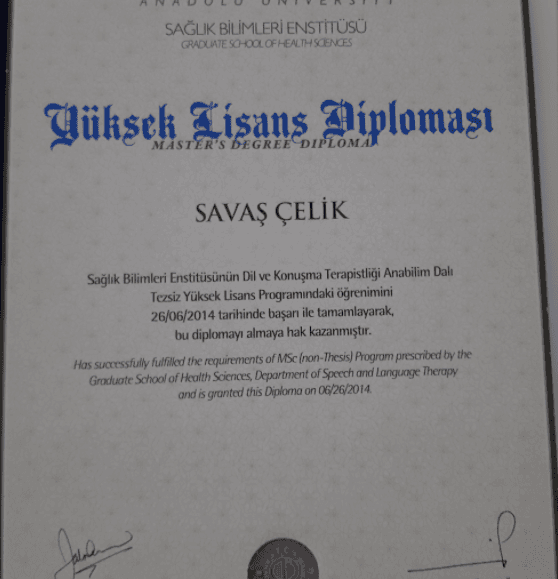 ANADOLU UNIVERSITY
SAĞLIK BİLİMLERİ ENSTİTÜSÜ
GRADUATE SCHOOL OF HEALTH SCIENCES
Yüksek Lisans Diploması
MASTER'S DEGREE DIPLOMA
SAVAŞ ÇELİK
Sağlık Bilimleri Enstitüsünün Dil ve Konuşma Terapistliği Anabilim Dalı
Tezsiz Yüksek Lisans Programındaki öğrenimini
26/06/2014 tarihinde başarı ile tamamlayarak,
bu diplomayı almaya hak kazanmıştır.
Has successfully fulfilled the requirements of MSc (non-Thesis) Program prescribed by the
Graduate School of Health Sciences, Department of Speech and Language Therapy
and is granted this Diploma on 06/26/2014.